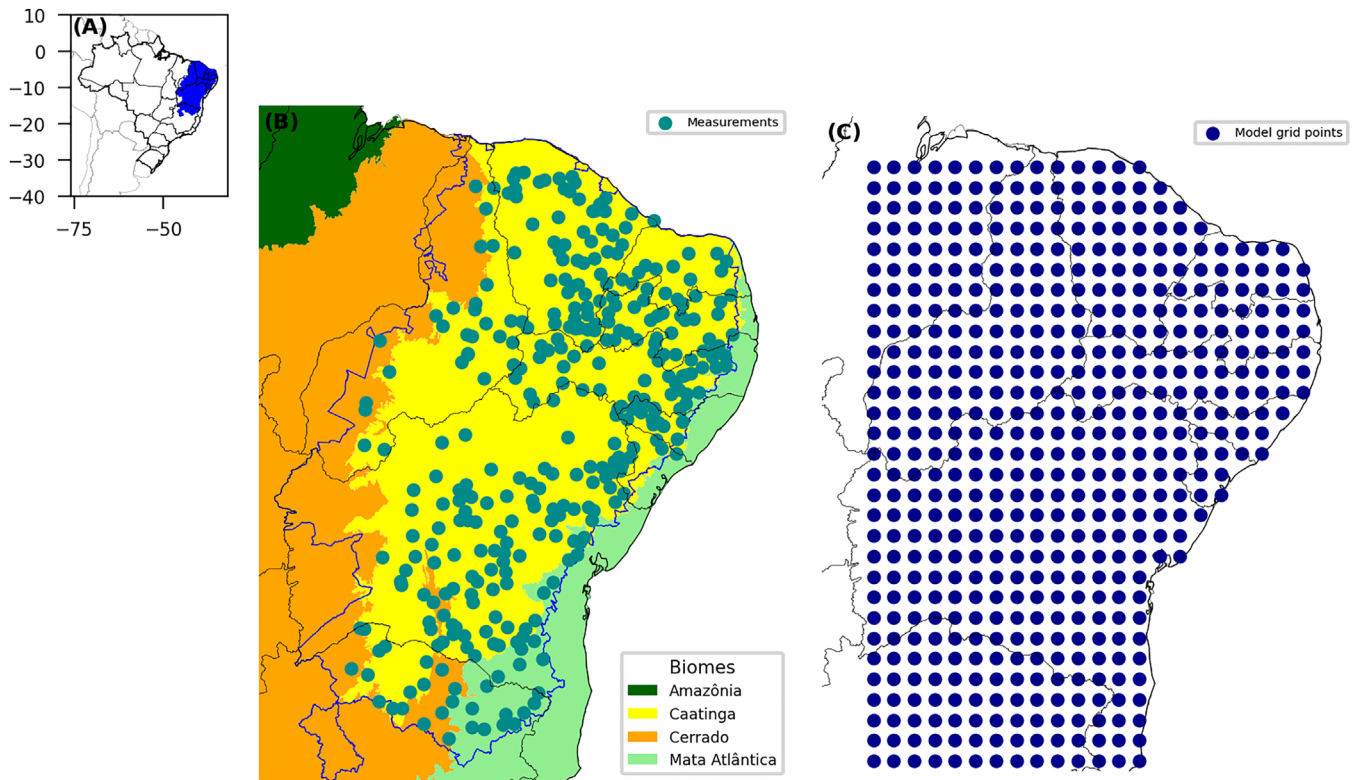 (A)
10
0
−10
−20
−30
−40
−75
−50
(B)
Measurements
Biomes
Amazônia
Caatinga
Cerrado
Mata Atlântica
(C)
Model grid points